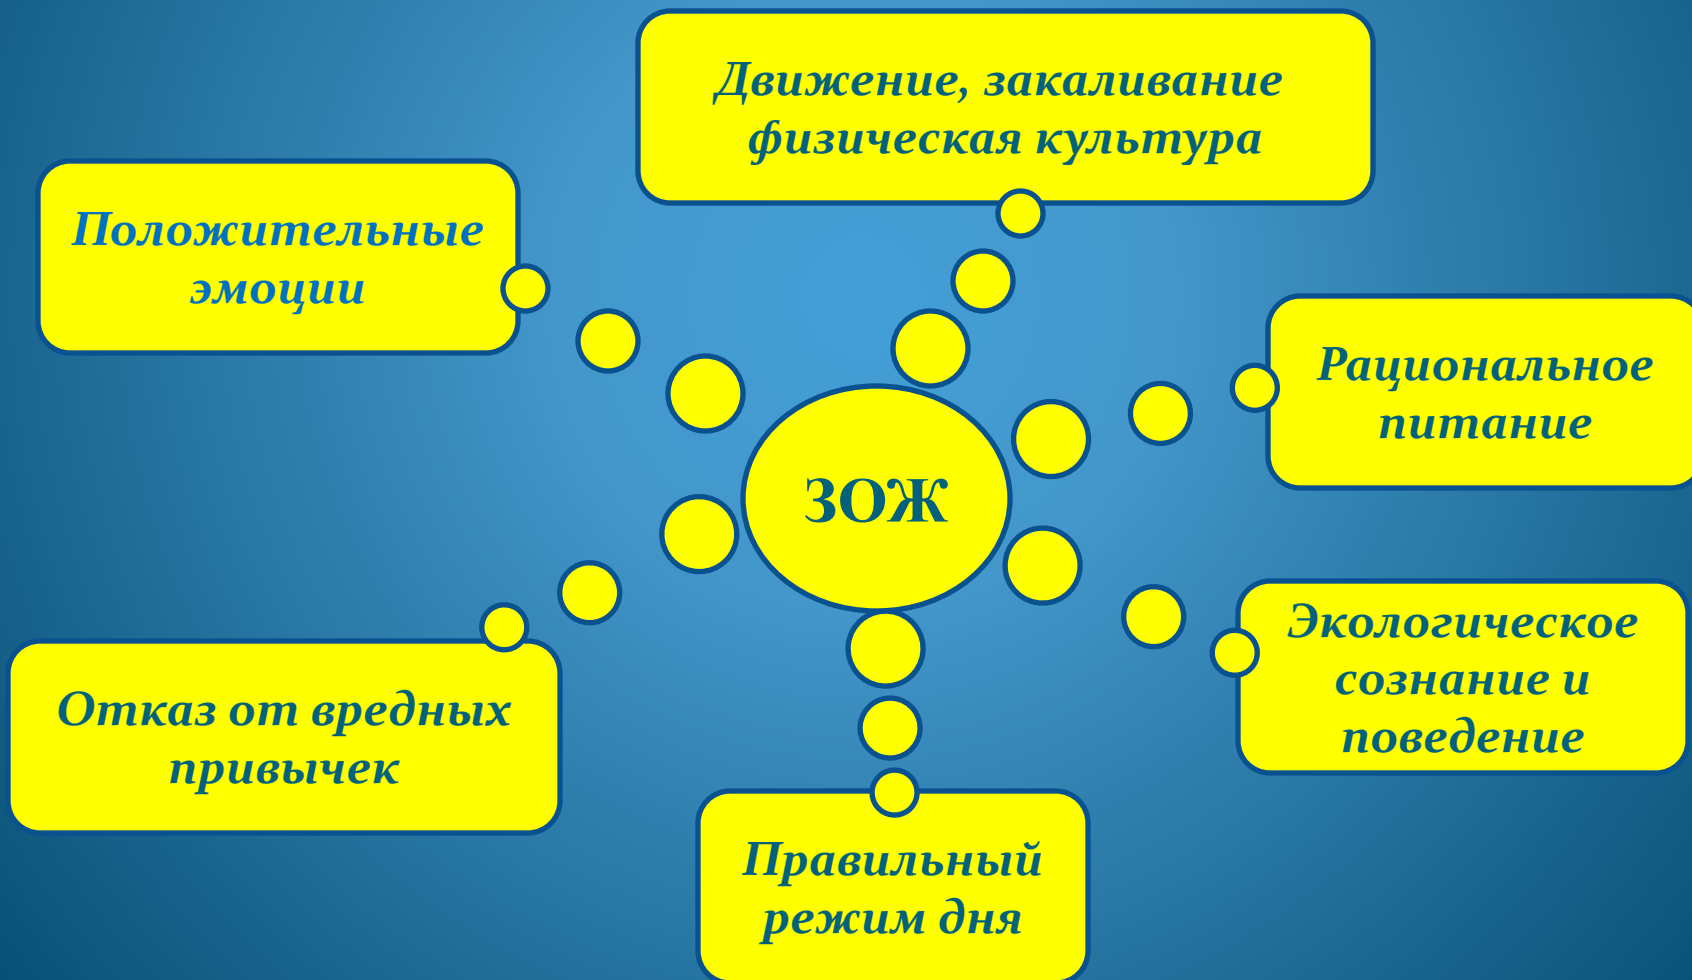 Движение, закаливание
физическая культура
Положительные
эмоции
Рациональное
питание
ЗОЖ
Экологическое
сознание и
поведение
Отказ от вредных
привычек
Правильный
режим дня